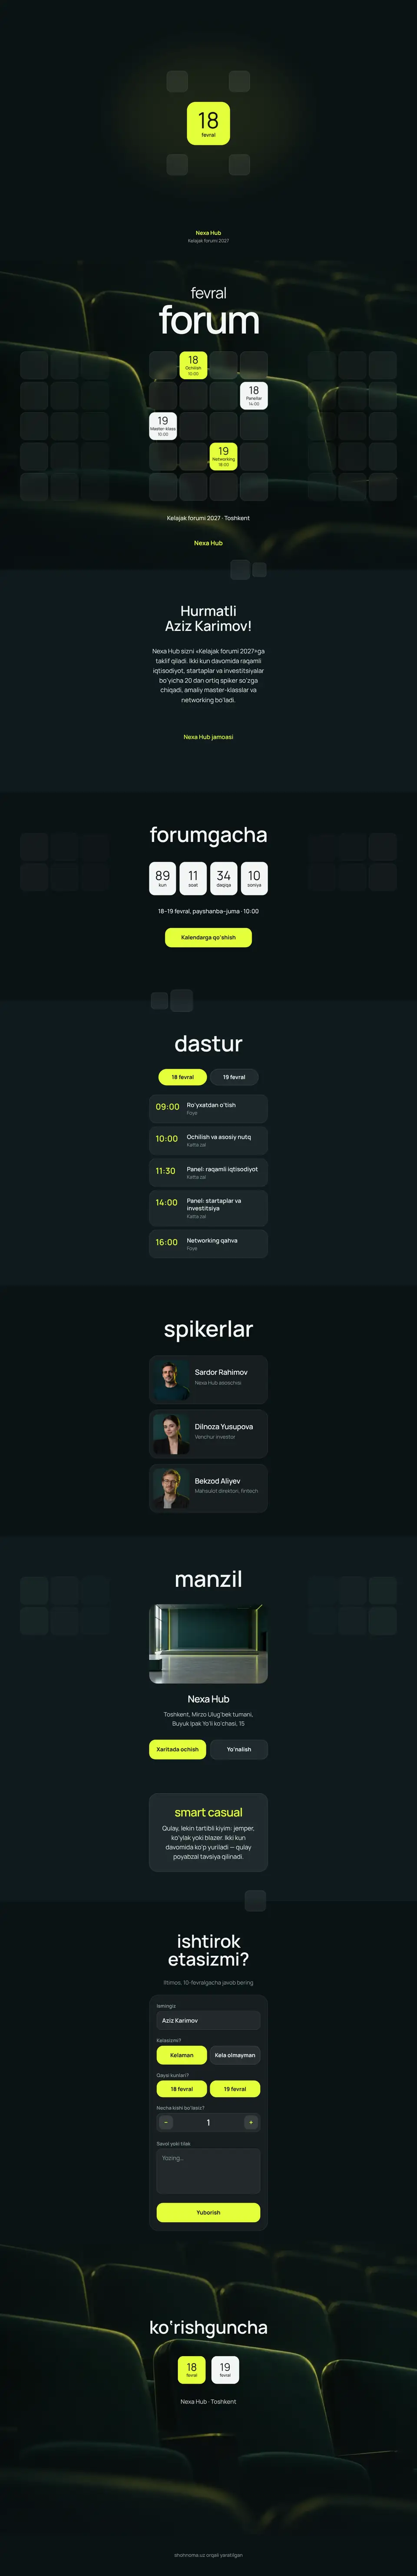 18
fevral
Nexa Hub
Kelajak forumi 2027
fevral
forum
18
Ochilish
10:00
18
Panellar
14:00
19
Master-klass
10:00
19
Networking
18:00
Kelajak forumi 2027 · Toshkent
Nexa Hub
Hurmatli
Aziz Karimov!
Nexa Hub sizni «Kelajak forumi 2027»ga
taklif qiladi. Ikki kun davomida raqamli
iqtisodiyot, startaplar va investitsiyalar
bo‘yicha 20 dan ortiq spiker so‘zga
chiqadi, amaliy master-klasslar va
networking bo‘ladi.
Nexa Hub jamoasi
forumgacha
89
kun
11
soat
34
daqiqa
10
soniya
18–19 fevral, payshanba–juma · 10:00
Kalendarga qo‘shish
dastur
18 fevral
19 fevral
09:00
Ro‘yxatdan o‘tish
Foye
10:00
Ochilish va asosiy nutq
Katta zal
11:30
Panel: raqamli iqtisodiyot
Katta zal
14:00
Panel: startaplar va
investitsiya
Katta zal
16:00
Networking qahva
Foye
spikerlar
Sardor Rahimov
Nexa Hub asoschisi
Dilnoza Yusupova
Venchur investor
Bekzod Aliyev
Mahsulot direktori, fintech
manzil
Nexa Hub
Toshkent, Mirzo Ulug‘bek tumani,
Buyuk Ipak Yo‘li ko‘chasi, 15
Xaritada ochish
Yo‘nalish
smart casual
Qulay, lekin tartibli kiyim: jemper,
ko‘ylak yoki blazer. Ikki kun
davomida ko‘p yuriladi — qulay
poyabzal tavsiya qilinadi.
ishtirok
etasizmi?
Iltimos, 10-fevralgacha javob bering
Ismingiz
Aziz Karimov
Kelasizmi?
Kelaman
Kela olmayman
Qaysi kunlari?
18 fevral
19 fevral
Necha kishi bo‘lasiz?
−
1
+
Savol yoki tilak
Yozing…
Yuborish
ko‘rishguncha
18
fevral
19
fevral
Nexa Hub · Toshkent
shohnoma.uz orqali yaratilgan